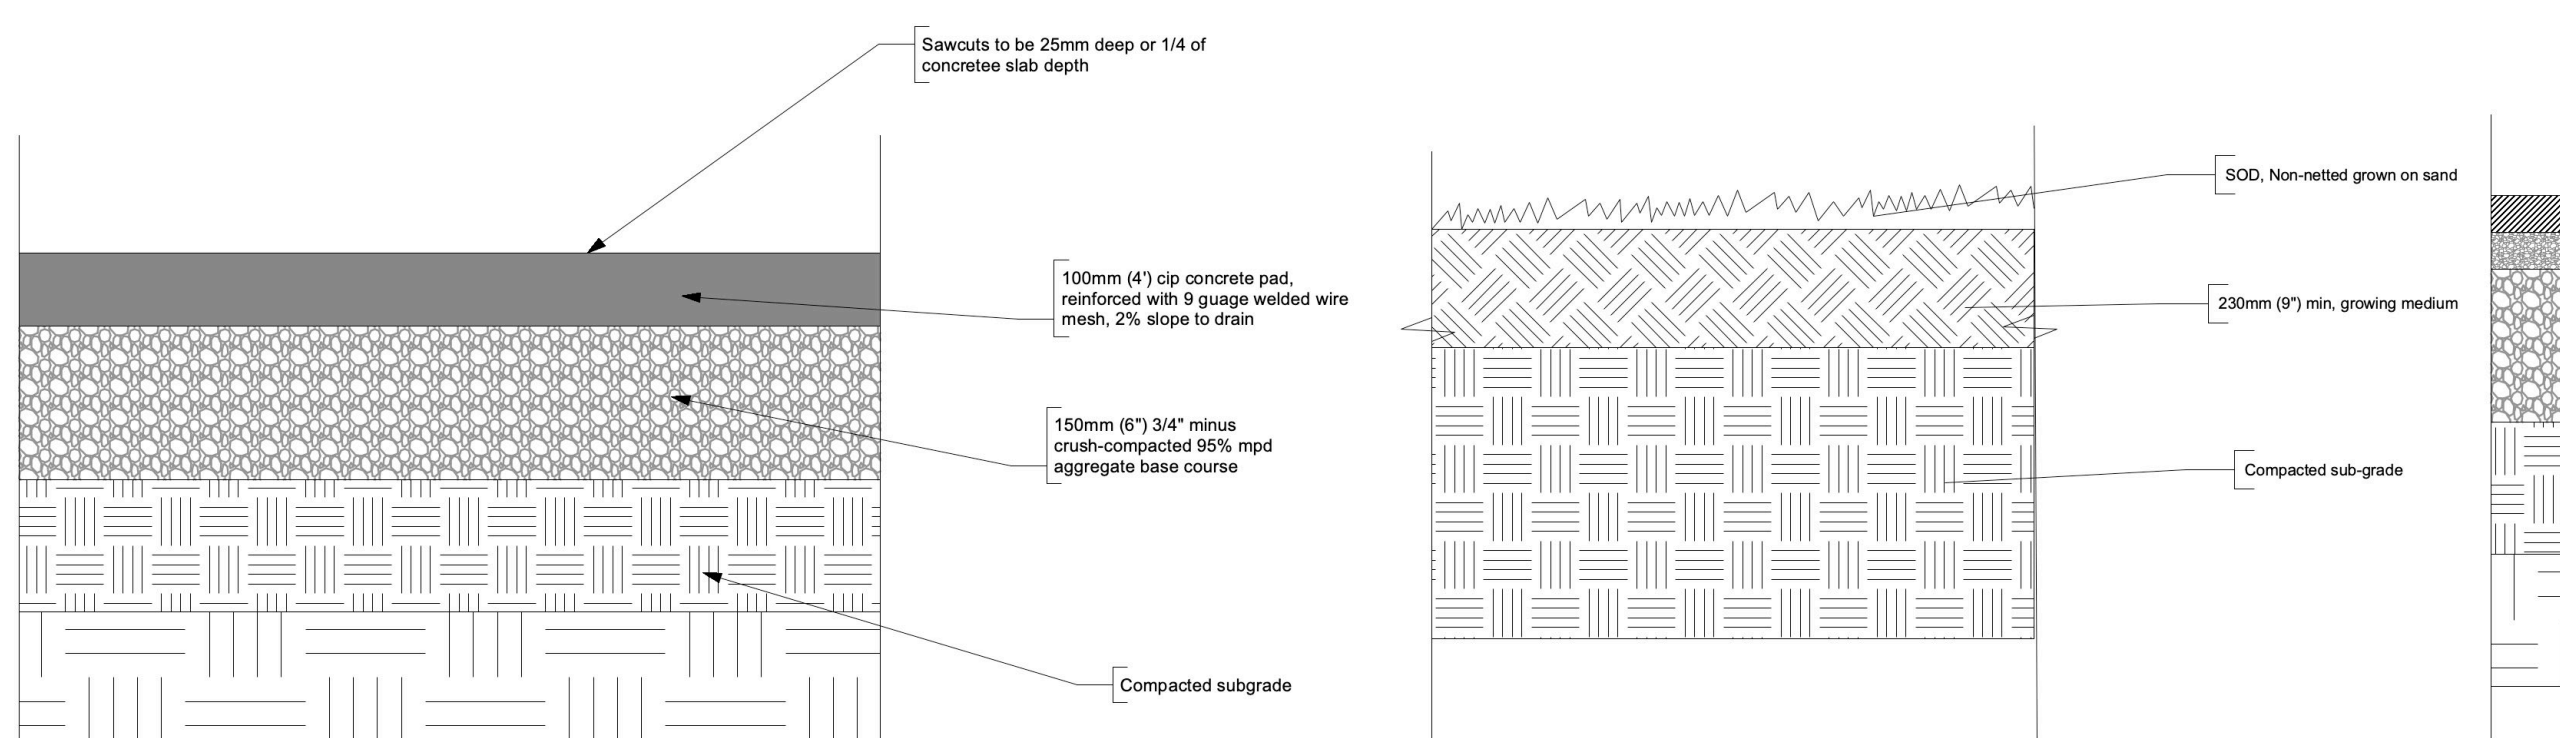 Sawcuts to be 25mm deep or 1/4 of
concretee slab depth
100mm (4') cip concrete pad,
reinforced with 9 guage welded wire
mesh, 2% slope to drain
150mm (6") 3/4" minus
crush-compacted 95% mpd
aggregate base course
Compacted subgrade
SOD, Non-netted grown on sand
230mm (9") min, growing medium
Compacted sub-grade